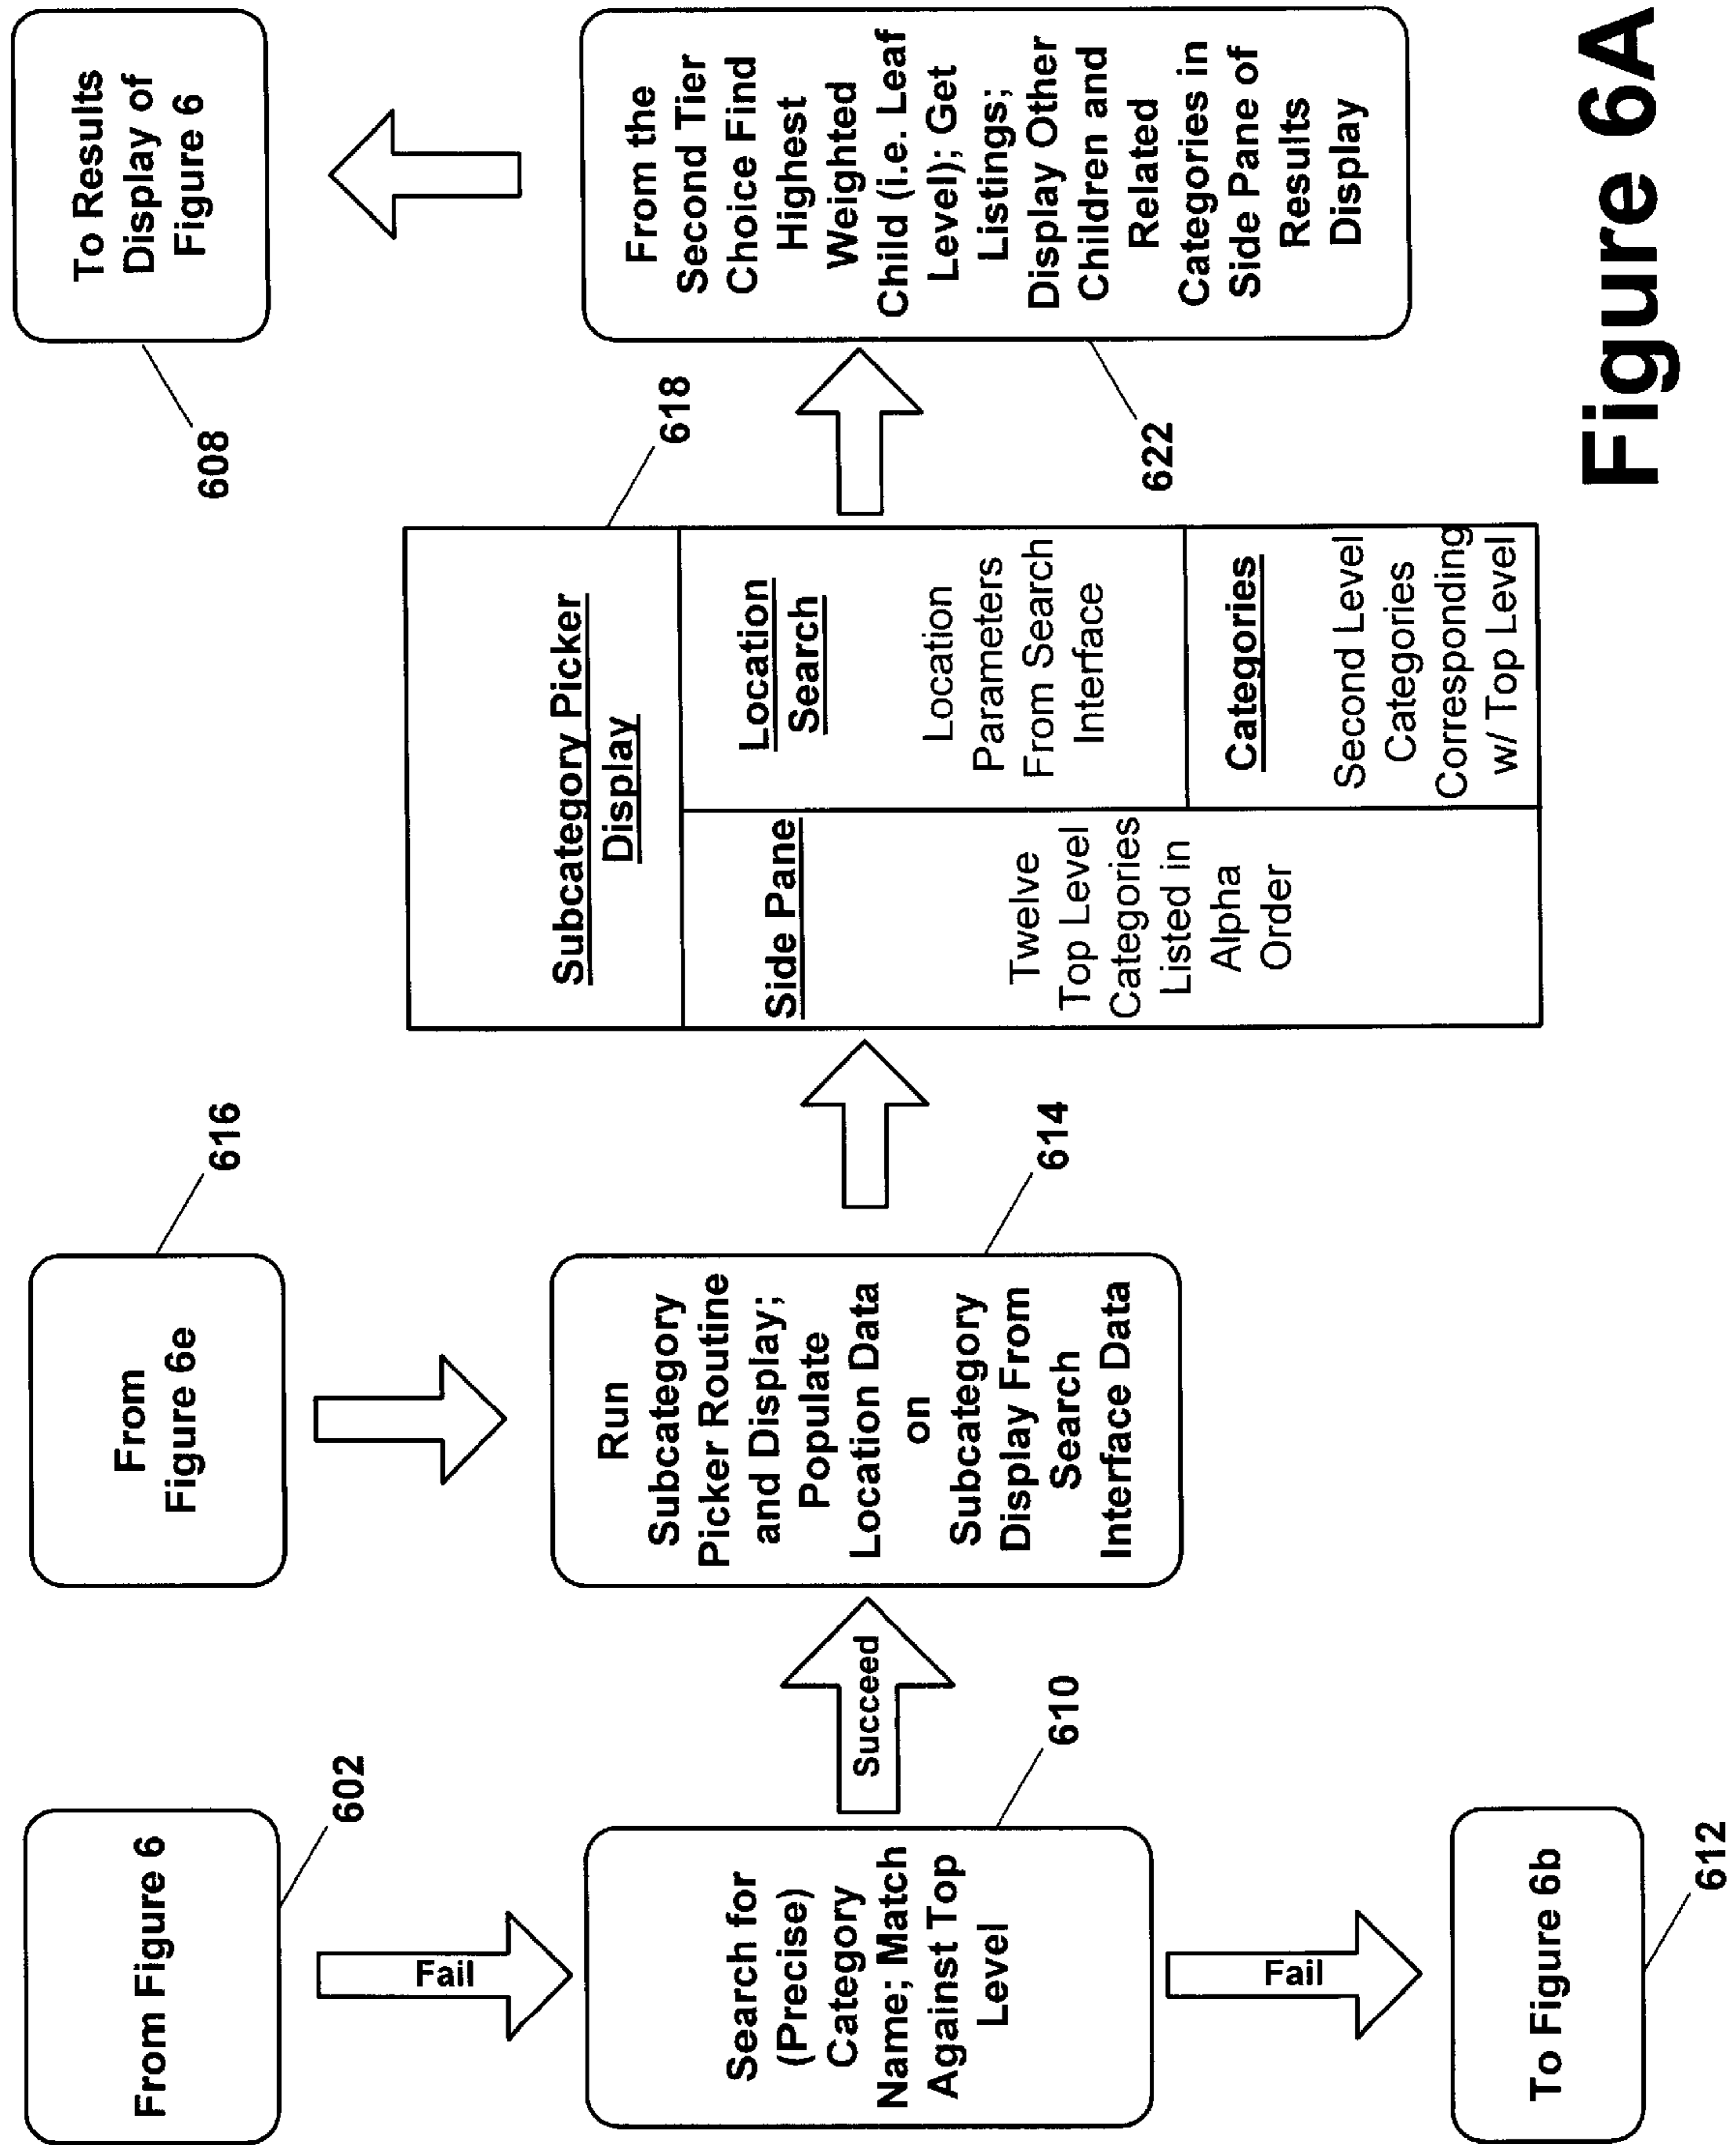 From Figure 6
602
Fail
Search for
(Precise)
Category
Name; Match
Against Top
Level
610
Fail
To Figure 6b
612
Succeed
From
Figure 6e
616
Run
Subcategory
Picker Routine
and Display;
Populate
Location Data
on
Subcategory
Display From
Search
Interface Data
614
Subcategory Picker
Display
618
Side Pane
Twelve
Top Level
Categories
Listed in
Alpha
Order
Location
Search
Location
Parameters
From Search
Interface
Categories
Second Level
Categories
Corresponding
w/ Top Level
To Results
Display of
Figure 6
608
From the
Second Tier
Choice Find
Highest
Weighted
Child (i.e. Leaf
Level); Get
Listings;
Display Other
Children and
Related
Categories in
Side Pane of
Results
Display
622
Figure 6A